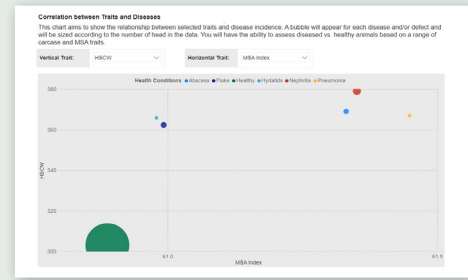 Correlation between Traits and Diseases
This chart aims to show the relationship between selected traits and disease incidence. A bubble will appear for each disease and/or defect and
will be sized according to the number of head in the data. You will have the ability to assess diseased vs. healthy animals based on a range of
carcase and MSA traits.
Vertical Trait: HSCW Horizontal Trait: MSA Index
Health Conditions Abscess Fluke Healthy Hydatids Nephritis Pneumonia
380
360
HSCW
340
320
300
61.0 61.5
MSA Index